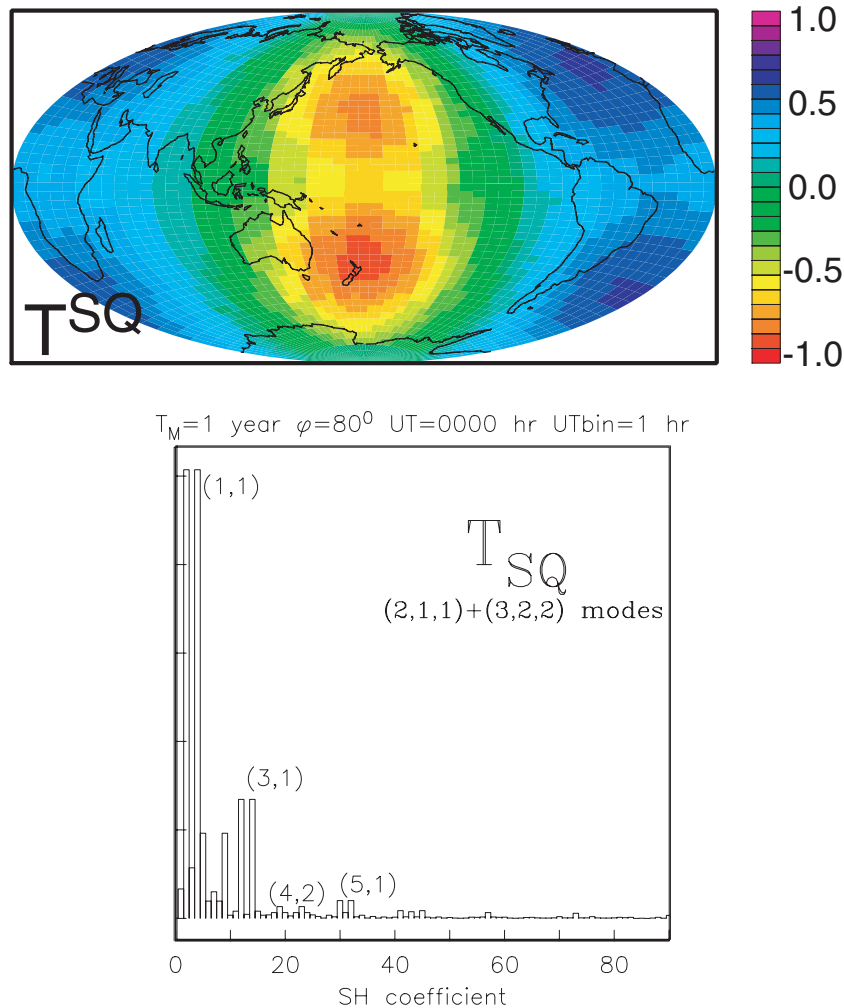 1.0
0.5
0.0
-0.5
-1.0
TSQ
TM=1 year φ=80⁰ UT=0000 hr UTbin=1 hr
(1,1)
TSQ
(2,1,1)+(3,2,2) modes
(3,1)
(4,2)
(5,1)
0 20 40 60 80
SH coefficient